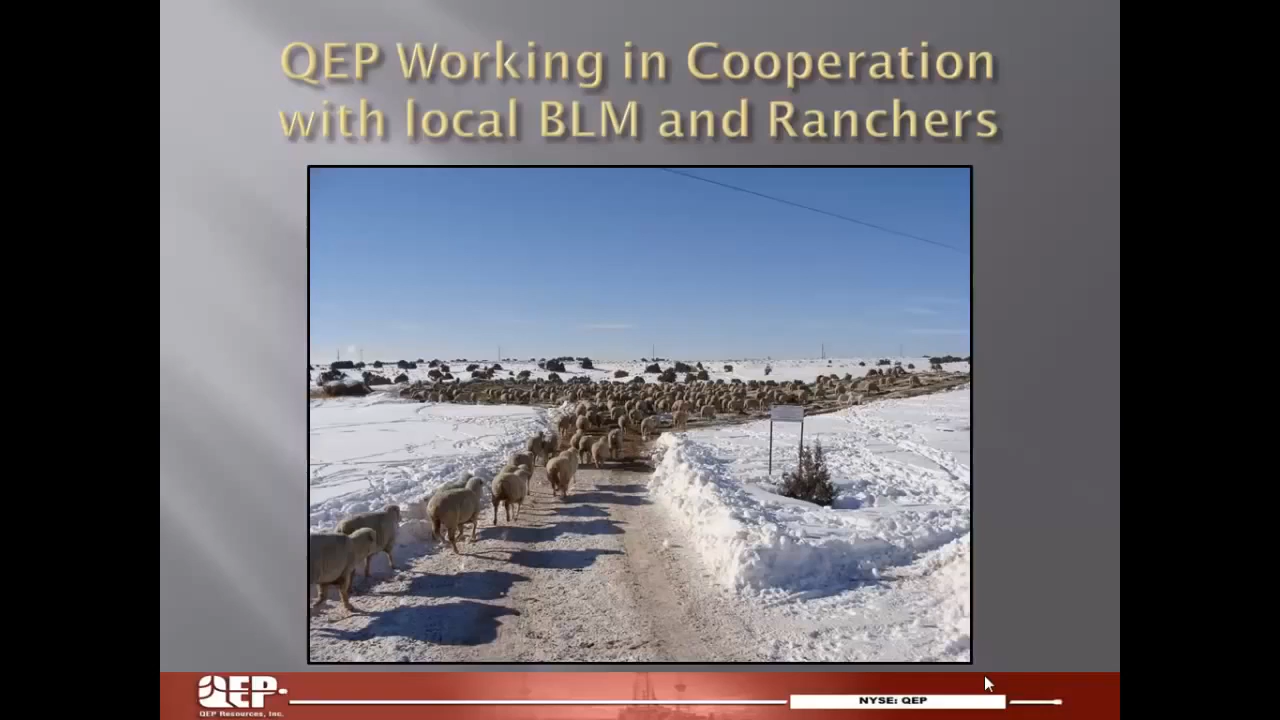 QEP Working in Cooperation
with local BLM and Ranchers
QEP
QEP Resources, Inc.
NYSE: QEP